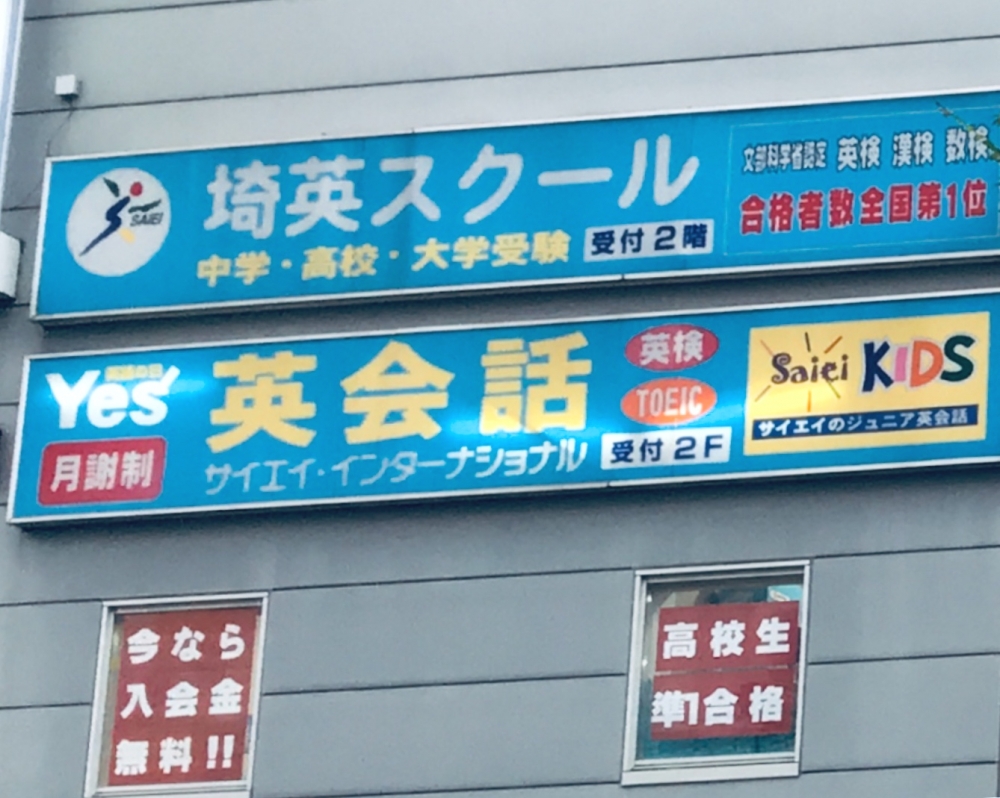 SAIEI
埼英スクール
中学・高校・大学受験
受付2階
文部科学省認定 英検 漢検 数検
合格者数全国第1位
Yes
月謝制
英会話
サイエイ・インターナショナル
英検
TOEIC
受付2F
Saiei KIDS
サイエイのジュニア英会話
今なら
入会金
無料!!
高校生
準1合格